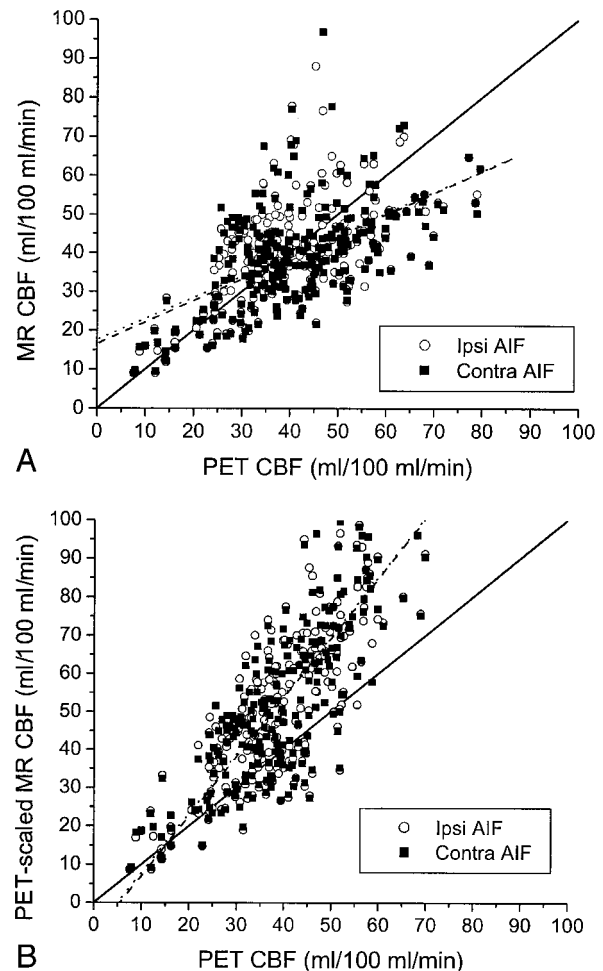 100
90
80
70
60
50
40
30
20
10
0
MR CBF (ml/100 ml/min)
Ipsi AIF
Contra AIF
0 10 20 30 40 50 60 70 80 90 100
A
PET CBF (ml/100 ml/min)
100
90
80
70
60
50
40
30
20
10
0
PET-scaled MR CBF (ml/100 ml/min)
Ipsi AIF
Contra AIF
0 10 20 30 40 50 60 70 80 90 100
B
PET CBF (ml/100 ml/min)